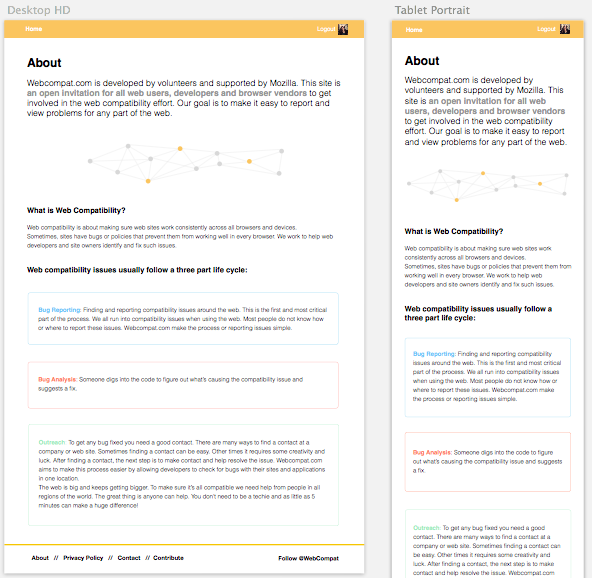 Desktop HD
Home
Logout
About
Webcompat.com is developed by volunteers and supported by Mozilla. This site is
an open invitation for all web users, developers and browser vendors to get
involved in the web compatibility effort. Our goal is to make it easy to report and
view problems for any part of the web.
What is Web Compatibility?
Web compatibility is about making sure web sites work consistently across all browsers and devices.
Sometimes, sites have bugs or policies that prevent them from working well in every browser. We work to help web
developers and site owners identify and fix such issues.
Web compatibility issues usually follow a three part life cycle:
Bug Reporting: Finding and reporting compatibility issues around the web. This is the first and most critical
part of the process. We all run into compatibility issues when using the web. Most people do not know how
or where to report these issues. Webcompat.com make the process or reporting issues simple.
Bug Analysis: Someone digs into the code to figure out what's causing the compatibility issue and
suggests a fix.
Outreach: To get any bug fixed you need a good contact. There are many ways to find a contact at a
company or web site. Sometimes finding a contact can be easy. Other times it requires some creativity and
luck. After finding a contact, the next step is to make contact and help resolve the issue. Webcompat.com
aims to make this process easier by allowing developers to check for bugs with their sites and applications
in one location.
The web is big and keeps getting bigger. To make sure it's all compatible we need help from people in all
regions of the world. The great thing is anyone can help. You don't need to be a techie and as little as 5
minutes can make a huge difference!
About // Privacy Policy // Contact // Contribute
Follow @WebCompat
Tablet Portrait
Home
Logout
About
Webcompat.com is developed by
volunteers and supported by Mozilla. This
site is an open invitation for all web
users, developers and browser vendors
to get involved in the web compatibility
effort. Our goal is to make it easy to report
and view problems for any part of the web.
What is Web Compatibility?
Web compatibility is about making sure web sites work
consistently across all browsers and devices.
Sometimes, sites have bugs or policies that prevent them from
working well in every browser. We work to help web
developers and site owners identify and fix such issues.
Web compatibility issues usually follow a
three part life cycle:
Bug Reporting: Finding and reporting compatibility
issues around the web. This is the first and most critical
part of the process. We all run into compatibility issues
when using the web. Most people do not know how or
where to report these issues. Webcompat.com make
the process or reporting issues simple.
Bug Analysis: Someone digs into the code to figure
out what's causing the compatibility issue and suggests
a fix.
Outreach: To get any bug fixed you need a good
contact. There are many ways to find a contact at a
company or web site. Sometimes finding a contact can
be easy. Other times it requires some creativity and
luck. After finding a contact, the next step is to make
contact and help resolve the issue. Webcompat.com